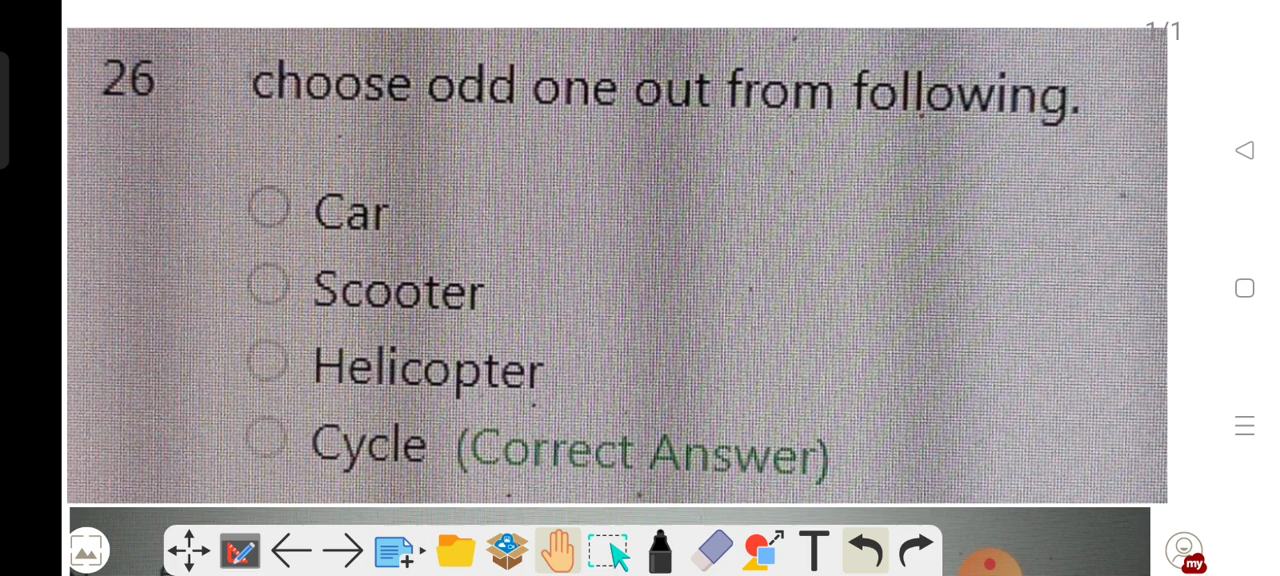 1/1
26 choose odd one out from following.
Car
Scooter
Helicopter
Cycle (Correct Answer)
T
my